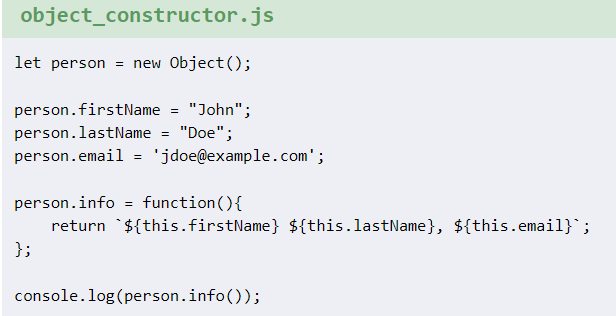 object_constructor.js
let person = new Object();
person.firstName = "John";
person.lastName = "Doe";
person.email = 'jdoe@example.com';
person.info = function(){
    return `${this.firstName} ${this.lastName}, ${this.email}`;
};
console.log(person.info());